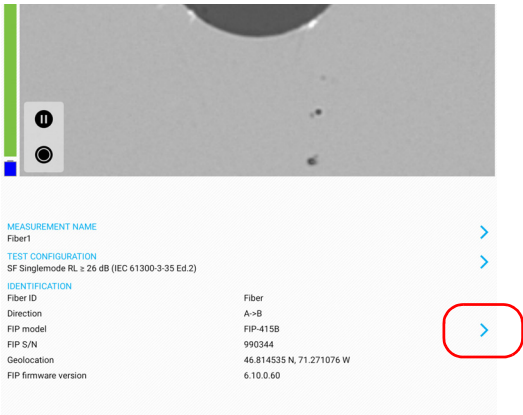 MEASUREMENT NAME
Fiber1
TEST CONFIGURATION
SF Singlemode RL ≥ 26 dB (IEC 61300-3-35 Ed.2)
IDENTIFICATION
Fiber ID Fiber
Direction A->B
FIP model FIP-415B
FIP S/N 990344
Geolocation 46.814535 N, 71.271076 W
FIP firmware version 6.10.0.60